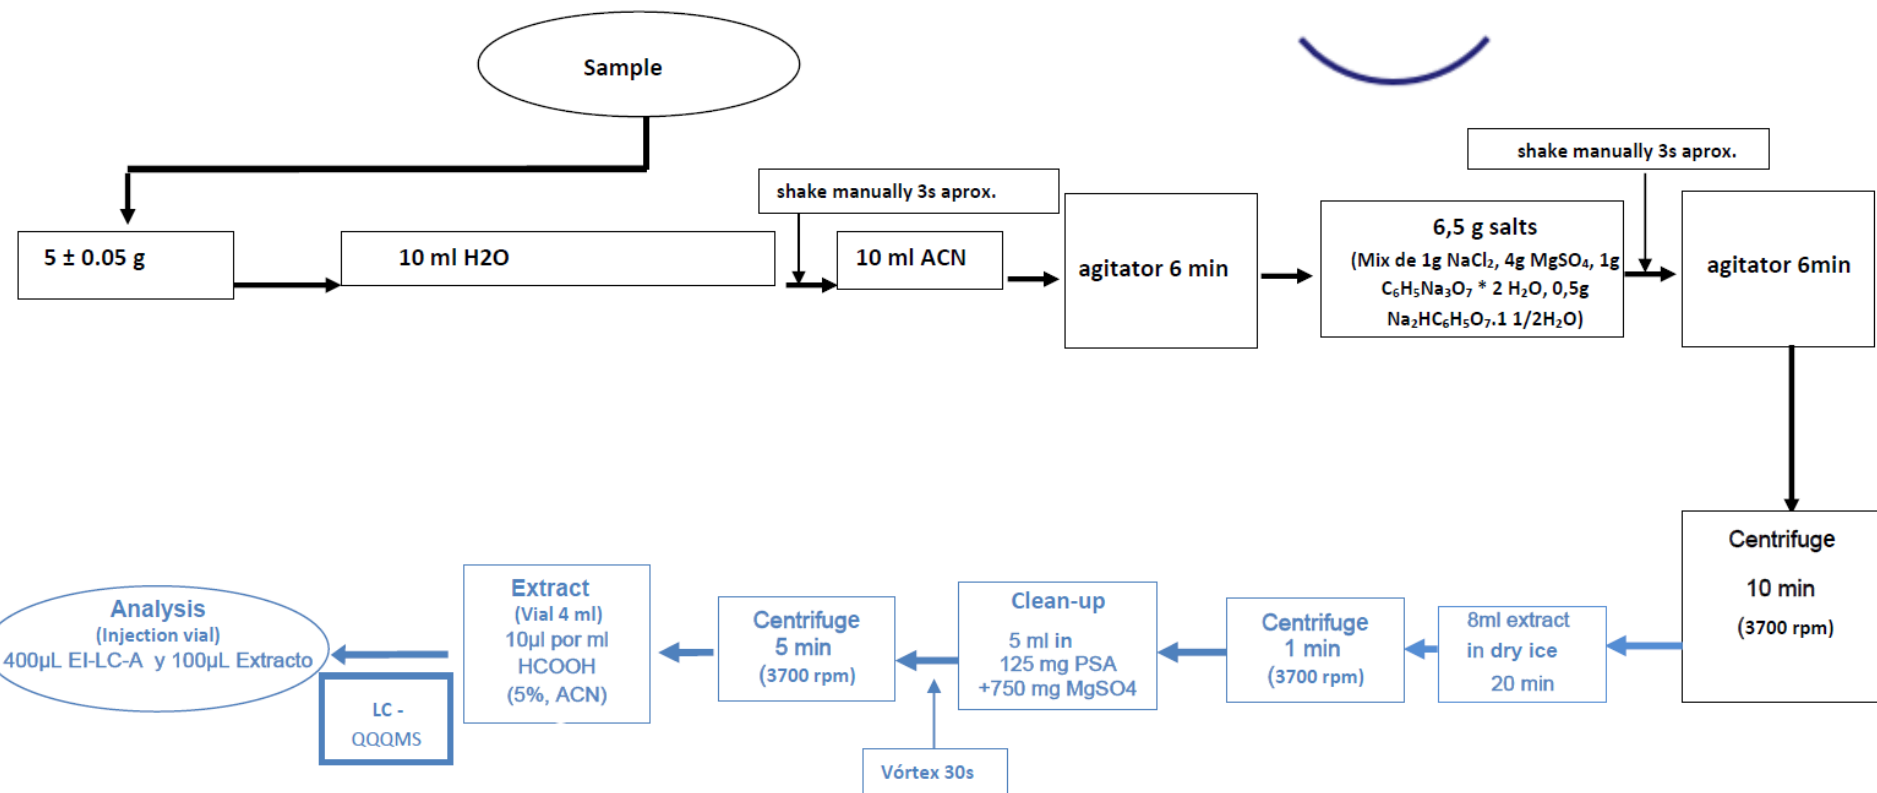 Sample
5 ± 0.05 g
10 ml H2O
shake manually 3s aprox.
10 ml ACN
agitator 6 min
6,5 g salts
(Mix de 1g NaCl₂, 4g MgSO₄, 1g
C₆H₅Na₃O₇ * 2 H₂O, 0,5g
Na₂HC₆H₅O₇.1 1/2H₂O)
shake manually 3s aprox.
agitator 6min
Centrifuge
10 min
(3700 rpm)
8ml extract
in dry ice
20 min
Centrifuge
1 min
(3700 rpm)
Clean-up
5 ml in
125 mg PSA
+750 mg MgSO4
Vórtex 30s
Centrifuge
5 min
(3700 rpm)
Extract
(Vial 4 ml)
10µl por ml
HCOOH
(5%, ACN)
LC -
QQQMS
Analysis
(Injection vial)
400µL EI-LC-A y 100µL Extracto